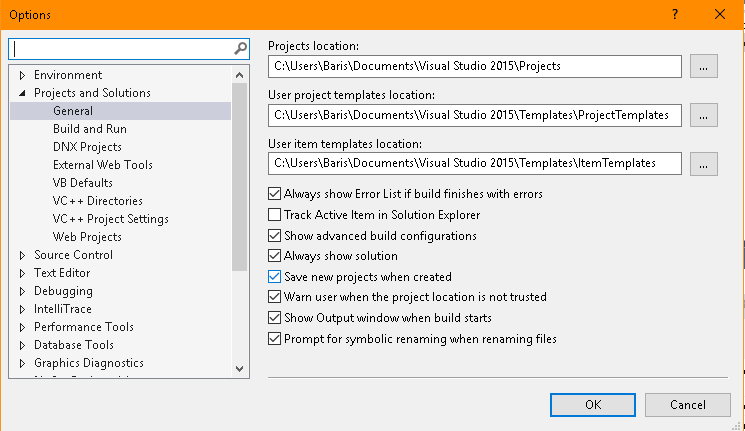 Options
?
Environment
Projects and Solutions
General
Build and Run
DNX Projects
External Web Tools
VB Defaults
VC++ Directories
VC++ Project Settings
Web Projects
Source Control
Text Editor
Debugging
IntelliTrace
Performance Tools
Database Tools
Graphics Diagnostics
Projects location:
C:\Users\Baris\Documents\Visual Studio 2015\Projects
...
User project templates location:
C:\Users\Baris\Documents\Visual Studio 2015\Templates\ProjectTemplates
...
User item templates location:
C:\Users\Baris\Documents\Visual Studio 2015\Templates\ItemTemplates
...
Always show Error List if build finishes with errors
Track Active Item in Solution Explorer
Show advanced build configurations
Always show solution
Save new projects when created
Warn user when the project location is not trusted
Show Output window when build starts
Prompt for symbolic renaming when renaming files
OK
Cancel